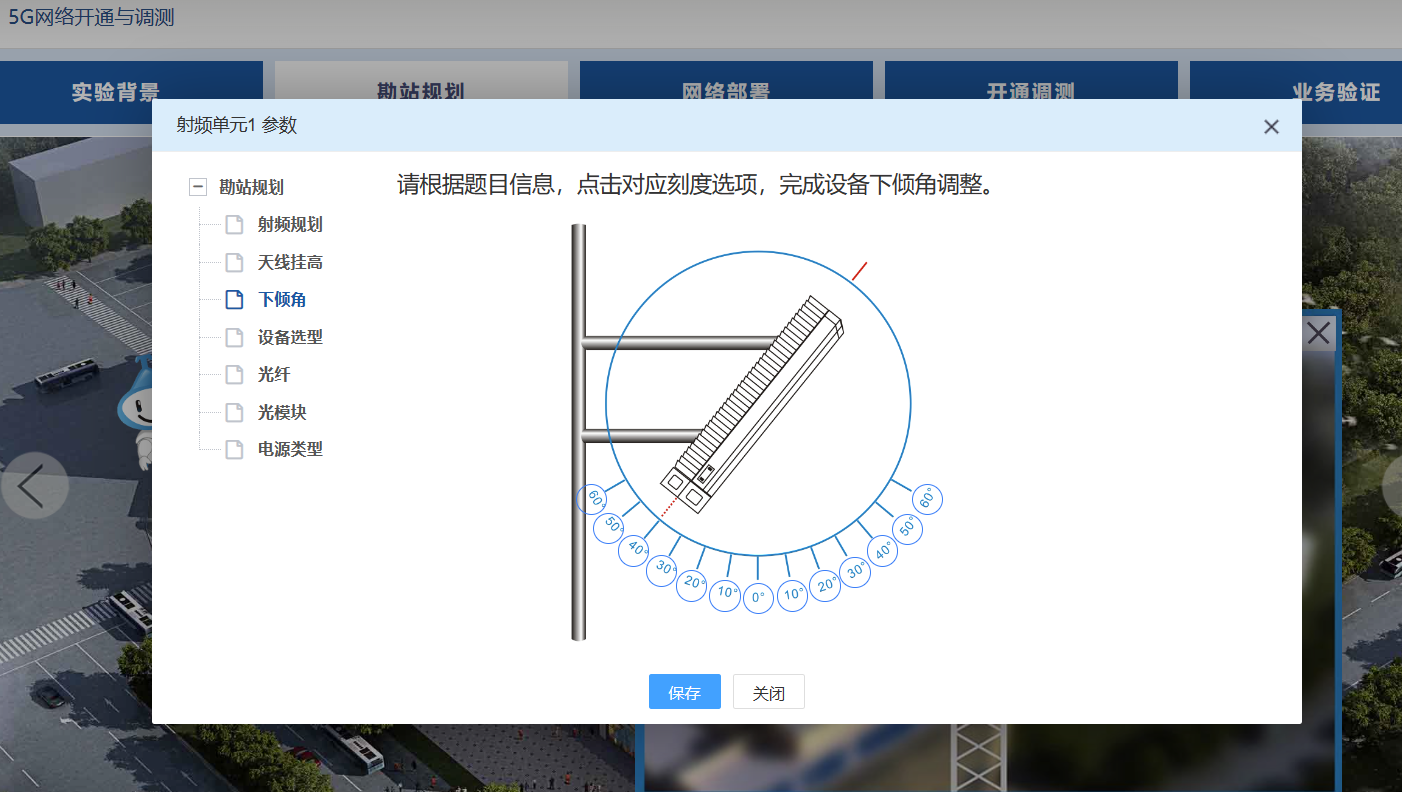 5G网络开通与调测
实验背景
勘站规划
网络部署
开通调测
业务验证
射频单元1 参数
勘站规划
射频规划
天线挂高
下倾角
设备选型
光纤
光模块
电源类型
请根据题目信息，点击对应刻度选项，完成设备下倾角调整。
60°
50°
40°
30°
20°
10°
0°
10°
20°
30°
40°
50°
60°
保存
关闭